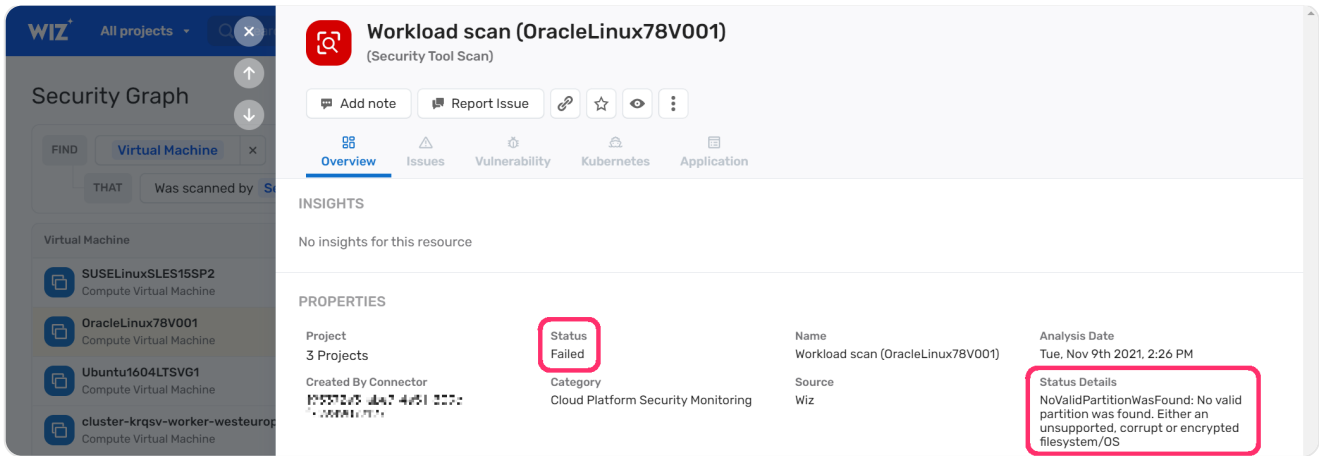 WIZ
All projects
Workload scan (OracleLinux78V001)
(Security Tool Scan)
Add note
Report Issue
Security Graph
FIND
Virtual Machine
THAT
Was scanned by
Overview
Issues
Vulnerability
Kubernetes
Application
INSIGHTS
No insights for this resource
Virtual Machine
SUSELinuxSLES15SP2
Compute Virtual Machine
OracleLinux78V001
Compute Virtual Machine
Ubuntu1604LTSVG1
Compute Virtual Machine
cluster-krqsv-worker-westeurop
Compute Virtual Machine
PROPERTIES
Project
3 Projects
Status
Failed
Name
Workload scan (OracleLinux78V001)
Analysis Date
Tue, Nov 9th 2021, 2:26 PM
Created By Connector
Category
Cloud Platform Security Monitoring
Source
Wiz
Status Details
NoValidPartitionWasFound: No valid
partition was found. Either an
unsupported, corrupt or encrypted
filesystem/OS